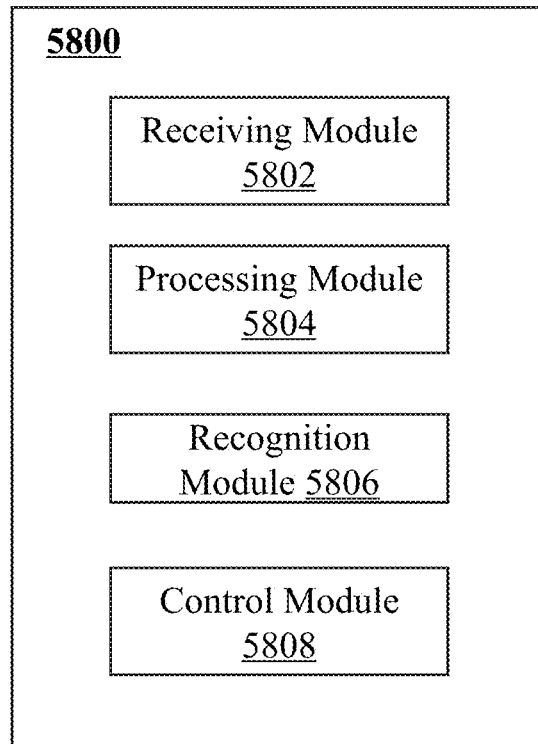 5800
Receiving Module
5802
Processing Module
5804
Recognition
Module 5806
Control Module
5808